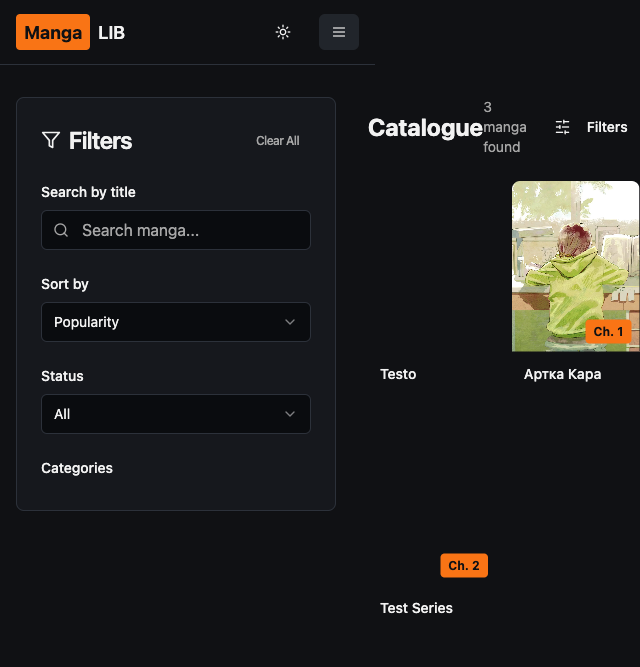 Manga LIB
Filters
Clear All
Search by title
Search manga...
Sort by
Popularity
Status
All
Categories
Catalogue
3
manga
found
Filters
Ch. 1
Testo
Артка Кара
Ch. 2
Test Series